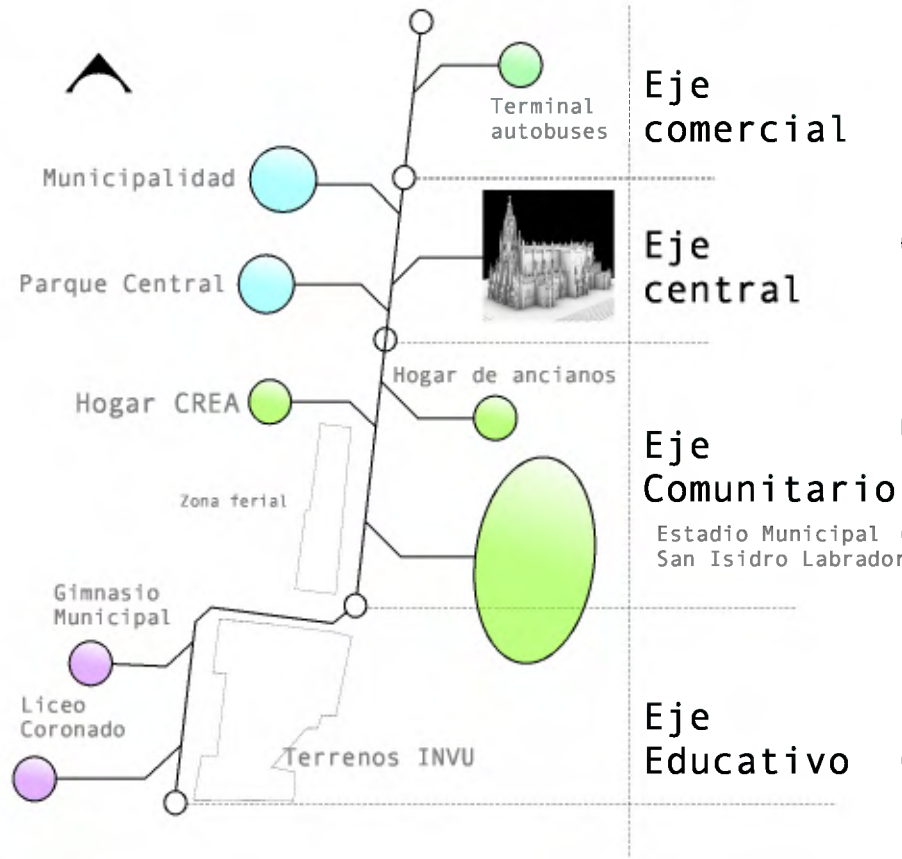 Terminal
autobuses
Eje
comercial
Municipalidad
Parque Central
Eje
central
Hogar de ancianos
Hogar CREA
Zona ferial
Eje
Comunitario
Estadio Municipal
San Isidro Labrador
Gimnasio
Municipal
Liceo
Coronado
Terrenos INVU
Eje
Educativo